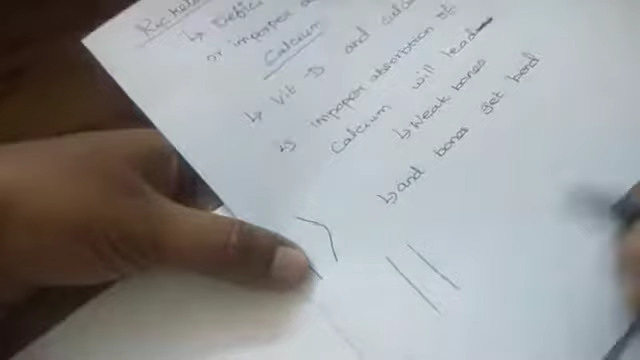 Rickets
↳ Defici
or improper a
Calcium
↳ Vit-D and calci
↳ Impoper absorption of
Calcium will lead
↳ Weak bones
↳ and bones get bend